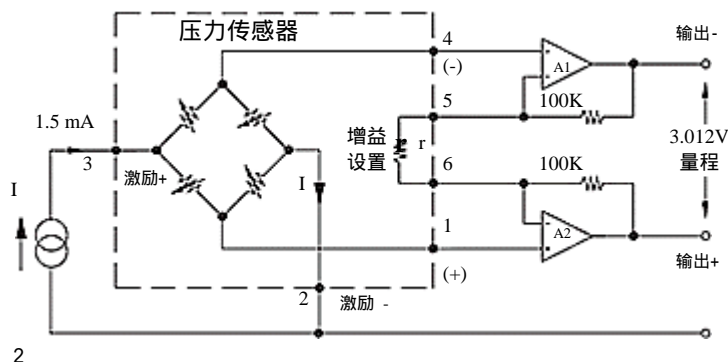 压力传感器
4
(-)
A1
输出-
5
100K
1.5 mA
3
增益
设置
r
3.012V
量程
激励+
I
6
100K
I
1
A2
(+)
输出+
2
激励 -
2